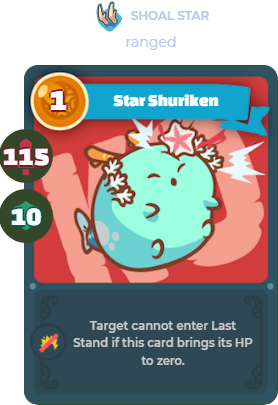 SHOAL STAR
ranged
1
Star Shuriken
115
10
Target cannot enter Last
Stand if this card brings its HP
to zero.